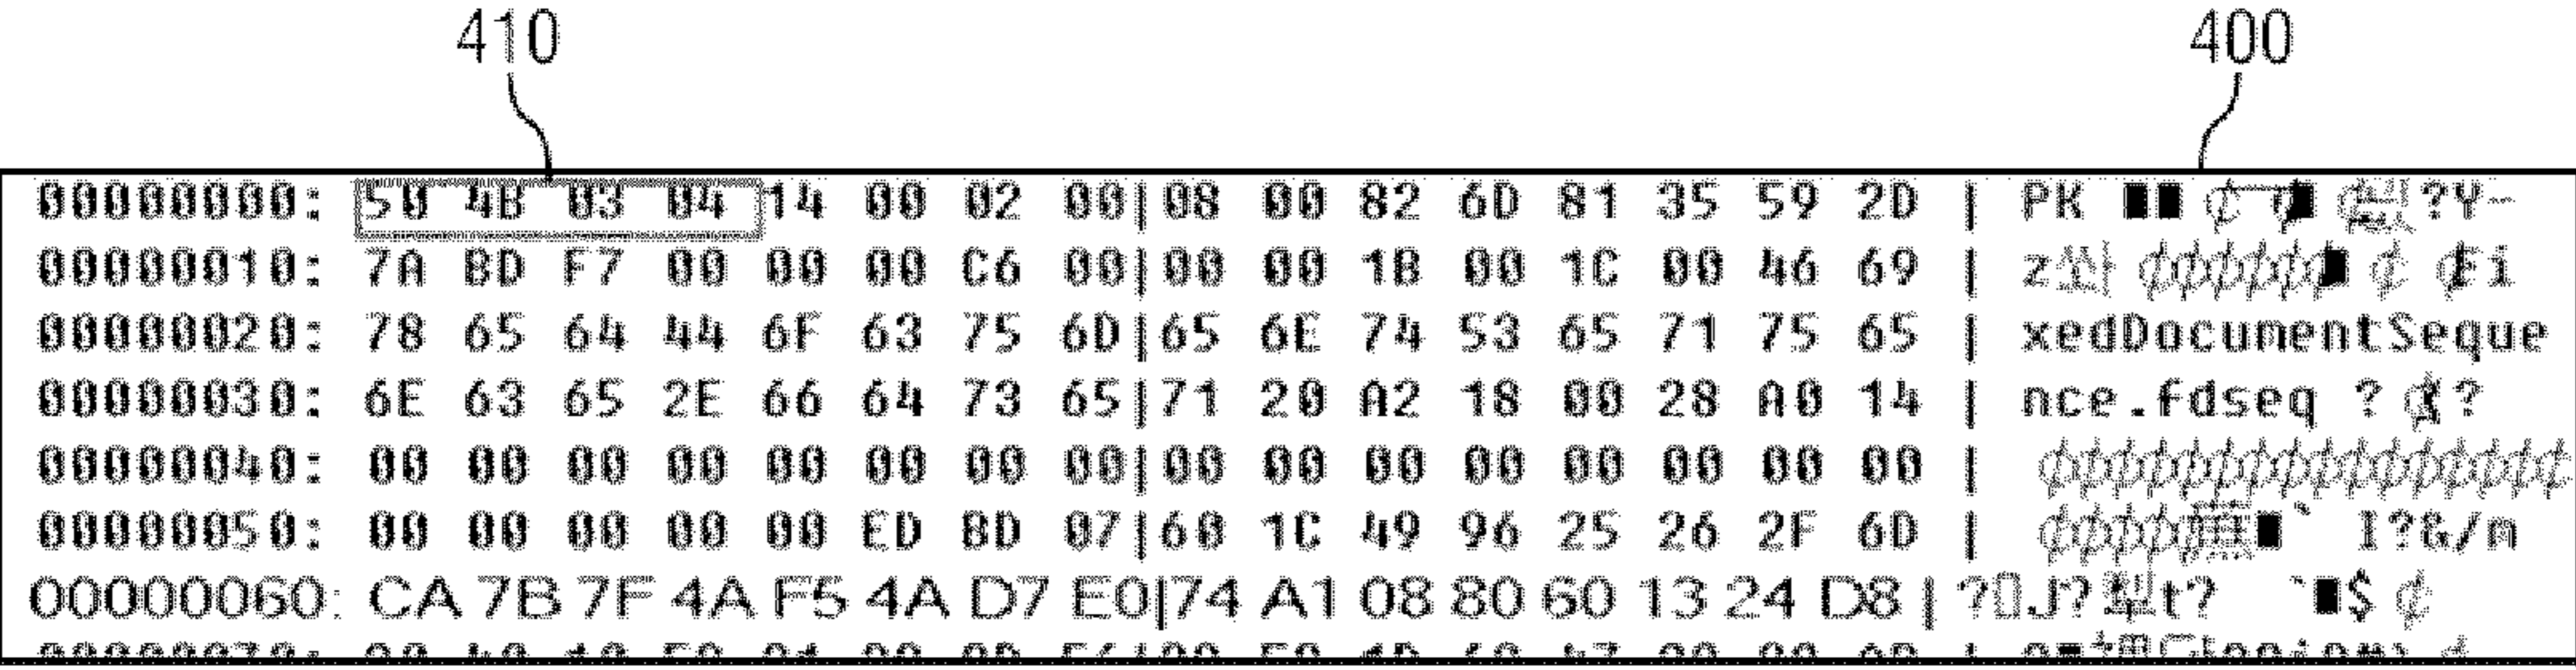 410 400
00000000: 50 4B 03 04 14 00 02 00|08 00 82 6D 81 35 59 2D | PK ?Y-
00000010: 7A BD F7 00 00 00 C6 00|00 00 1B 00 1C 00 46 69 | z Fi
00000020: 78 65 64 44 6F 63 75 6D|65 6E 74 53 65 71 75 65 | xedDocumentSeque
00000030: 6E 63 65 2E 66 64 73 65|71 20 A2 18 00 28 A0 14 | nce.fdseq ? ?
00000040: 00 00 00 00 00 00 00 00|00 00 00 00 00 00 00 00 |
00000050: 00 00 00 00 00 ED BD 07|60 1C 49 96 25 26 2F 6D | ` I?&/m
00000060: CA 7B 7F 4A F5 4A D7 E0|74 A1 08 80 60 13 24 D8 | ? J? t? `■$ ¢